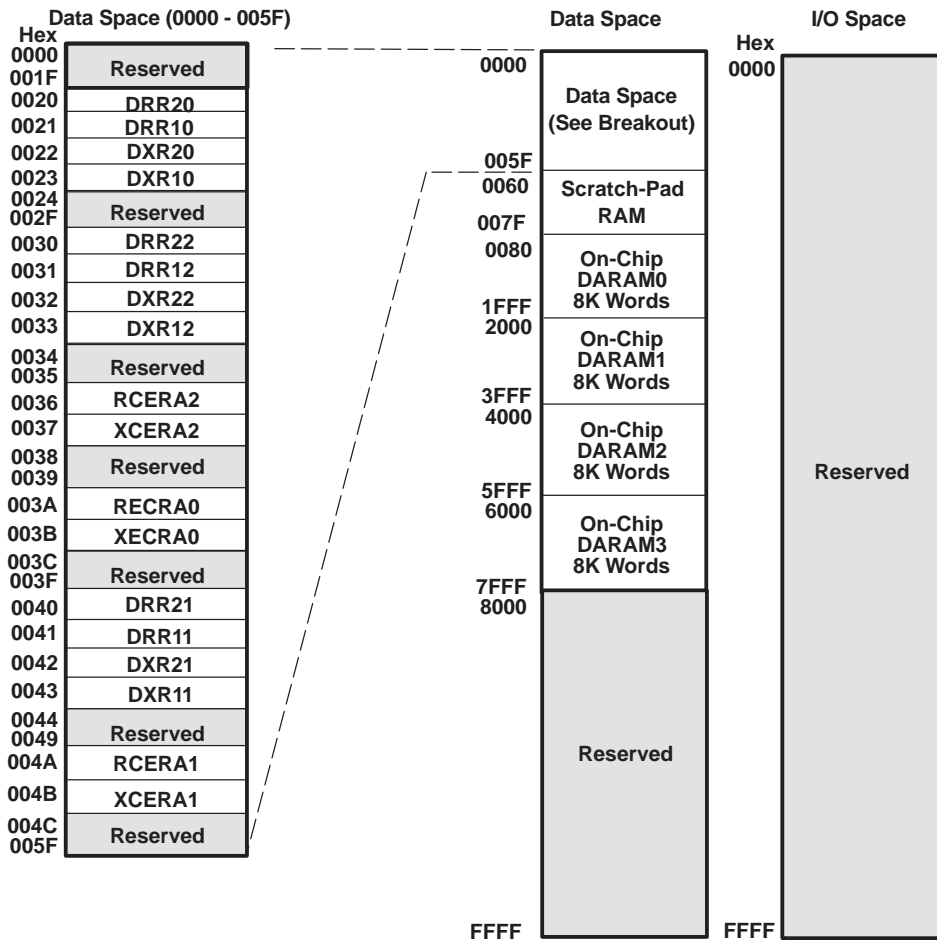 Data Space (0000 - 005F)
Hex
0000
001F
Reserved
0020
DRR20
0021
DRR10
0022
DXR20
0023
DXR10
0024
002F
Reserved
0030
DRR22
0031
DRR12
0032
DXR22
0033
DXR12
0034
0035
Reserved
0036
RCERA2
0037
XCERA2
0038
0039
Reserved
003A
RECRA0
003B
XECRA0
003C
003F
Reserved
0040
DRR21
0041
DRR11
0042
DXR21
0043
DXR11
0044
0049
Reserved
004A
RCERA1
004B
XCERA1
004C
005F
Reserved
Data Space
0000
Data Space
(See Breakout)
005F
0060
Scratch-Pad
RAM
007F
0080
On-Chip
DARAM0
8K Words
1FFF
2000
On-Chip
DARAM1
8K Words
3FFF
4000
On-Chip
DARAM2
8K Words
5FFF
6000
On-Chip
DARAM3
8K Words
7FFF
8000
Reserved
FFFF
I/O Space
Hex
0000
Reserved
FFFF